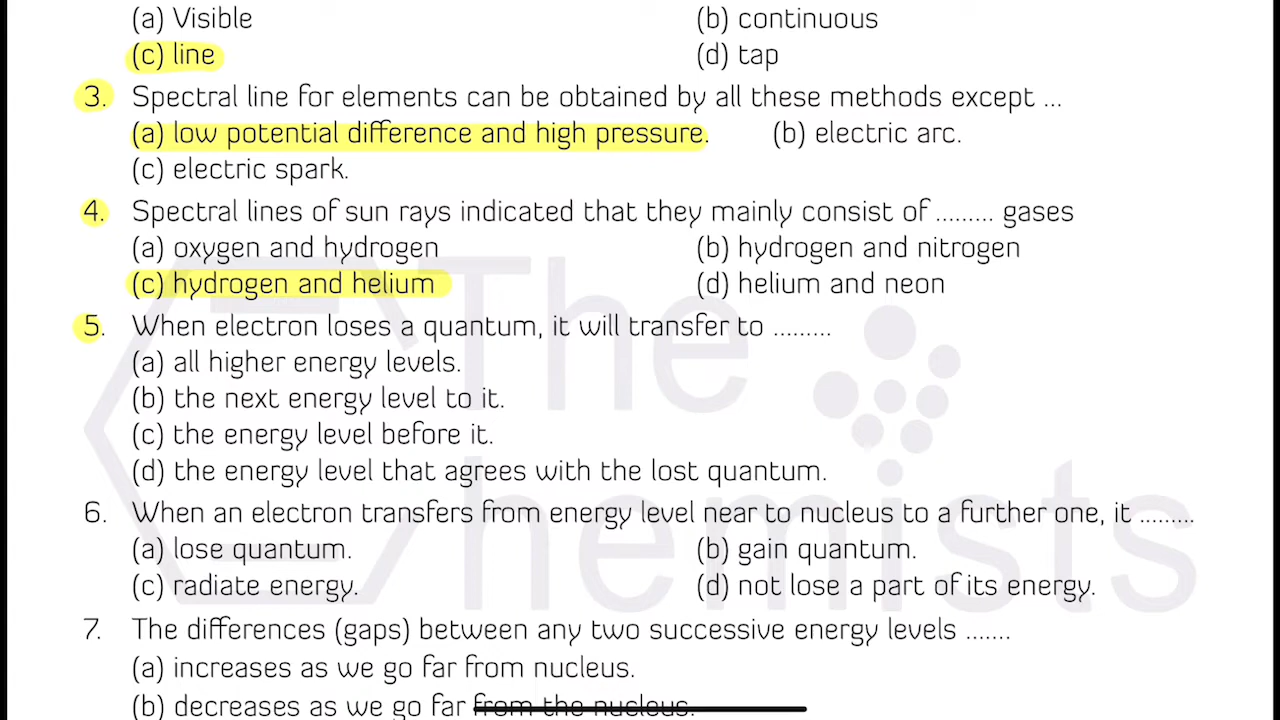 (a) Visible (b) continuous
(c) line (d) tap
3. Spectral line for elements can be obtained by all these methods except ...
(a) low potential difference and high pressure. (b) electric arc.
(c) electric spark.
4. Spectral lines of sun rays indicated that they mainly consist of ......... gases
(a) oxygen and hydrogen (b) hydrogen and nitrogen
(c) hydrogen and helium (d) helium and neon
5. When electron loses a quantum, it will transfer to .........
(a) all higher energy levels.
(b) the next energy level to it.
(c) the energy level before it.
(d) the energy level that agrees with the lost quantum.
6. When an electron transfers from energy level near to nucleus to a further one, it .........
(a) lose quantum. (b) gain quantum.
(c) radiate energy. (d) not lose a part of its energy.
7. The differences (gaps) between any two successive energy levels .......
(a) increases as we go far from nucleus.
(b) decreases as we go far from the nucleus.
The
Chemists